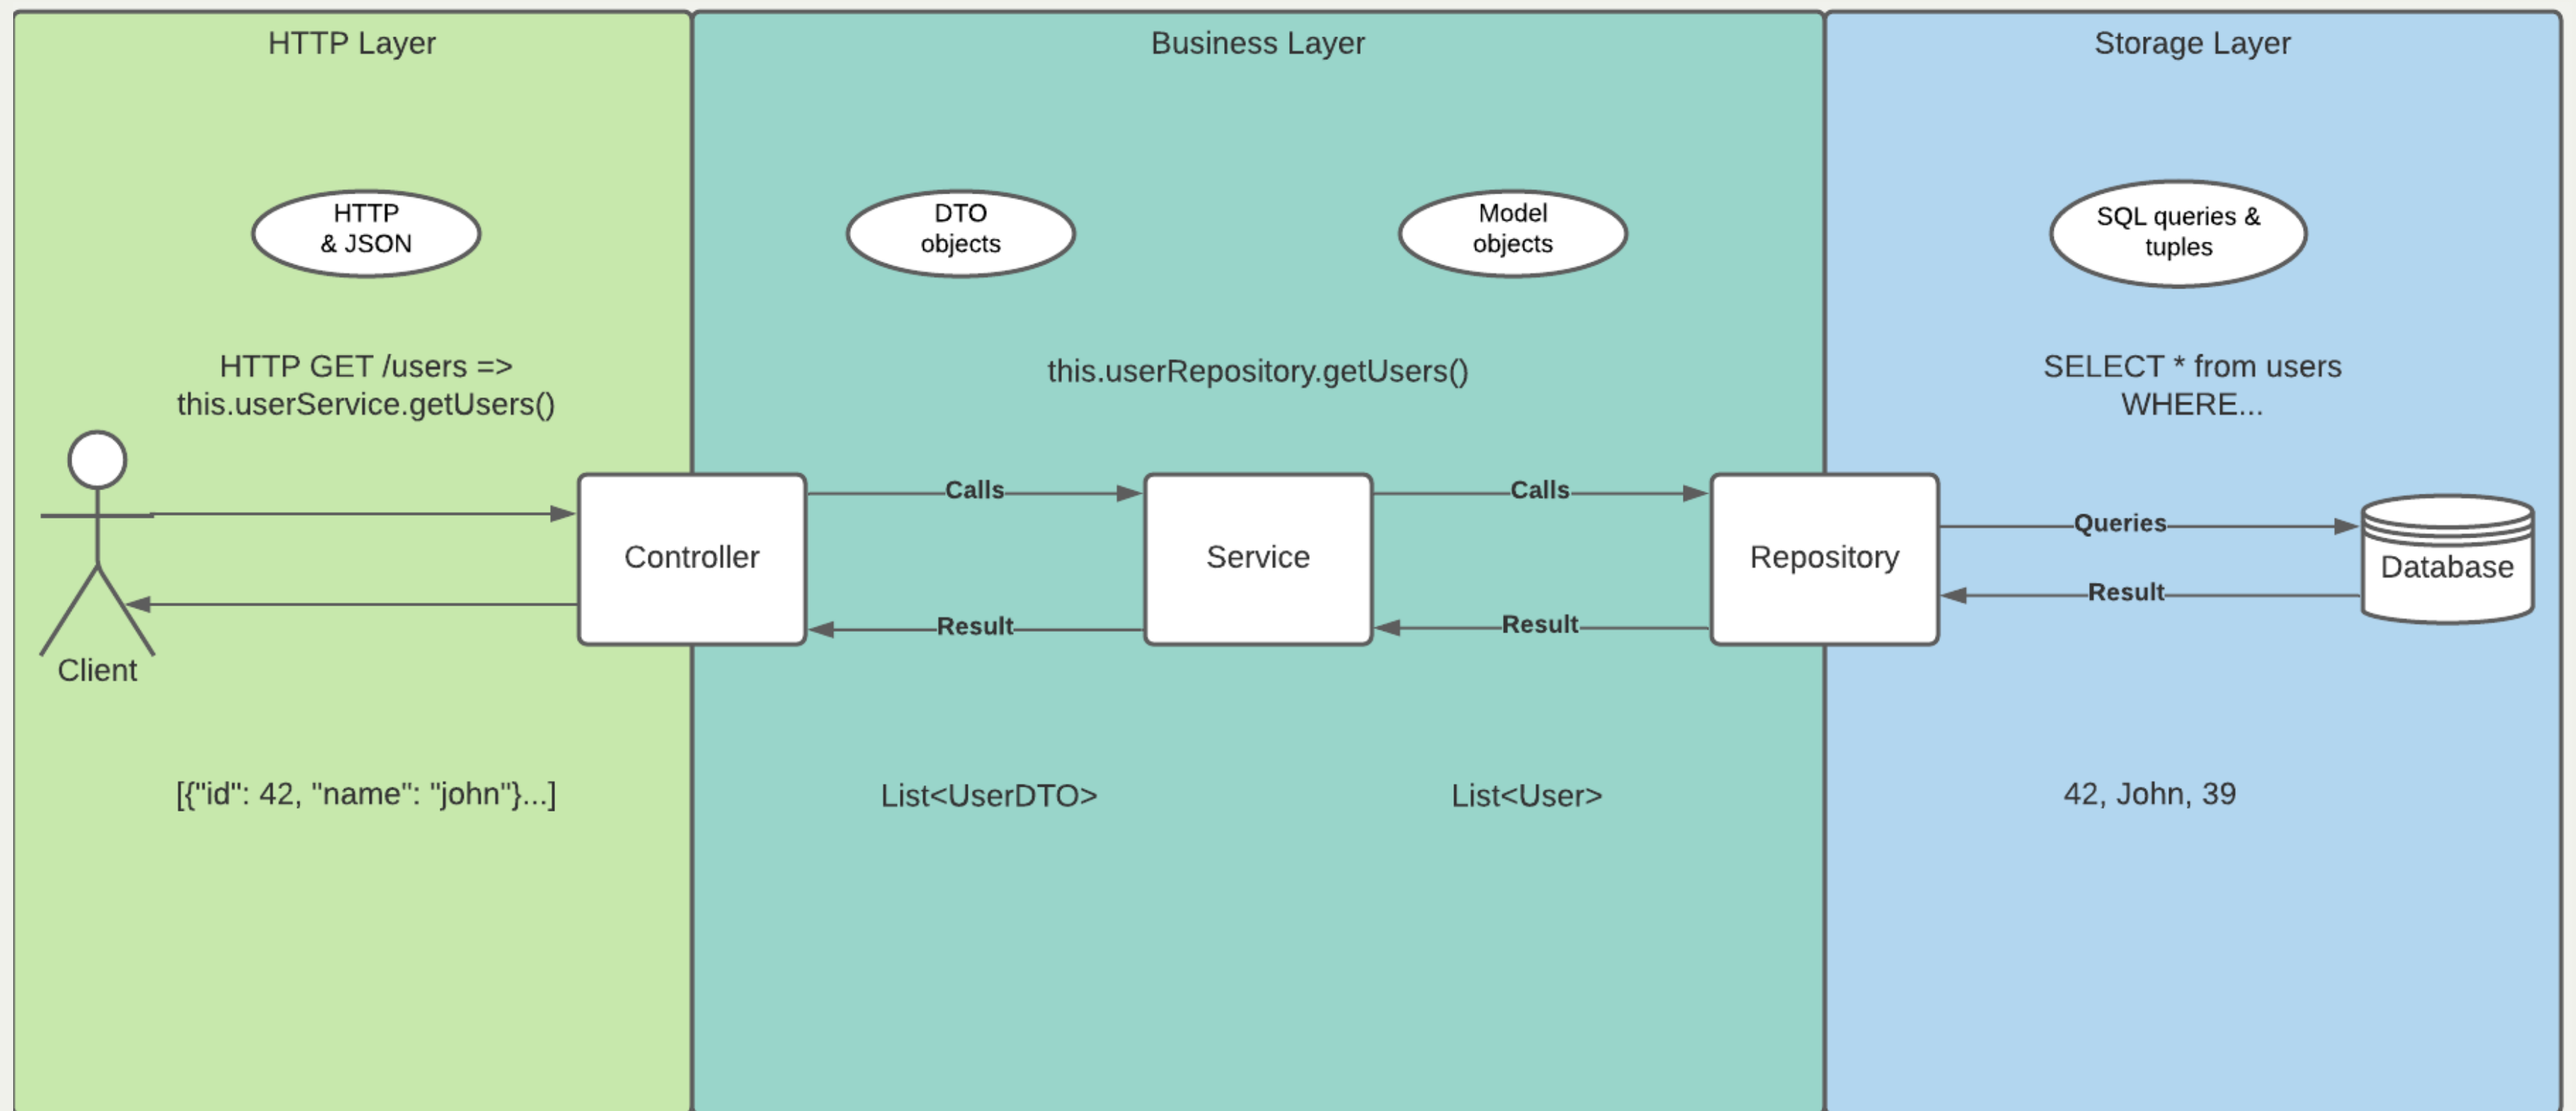 HTTP Layer
Business Layer
Storage Layer
HTTP
& JSON
DTO
objects
Model
objects
SQL queries &
tuples
HTTP GET /users =>
this.userService.getUsers()
this.userRepository.getUsers()
SELECT * from users
WHERE...
Client
Controller
Calls
Result
Service
Calls
Result
Repository
Queries
Result
Database
[{"id": 42, "name": "john"}...]
List<UserDTO>
List<User>
42, John, 39